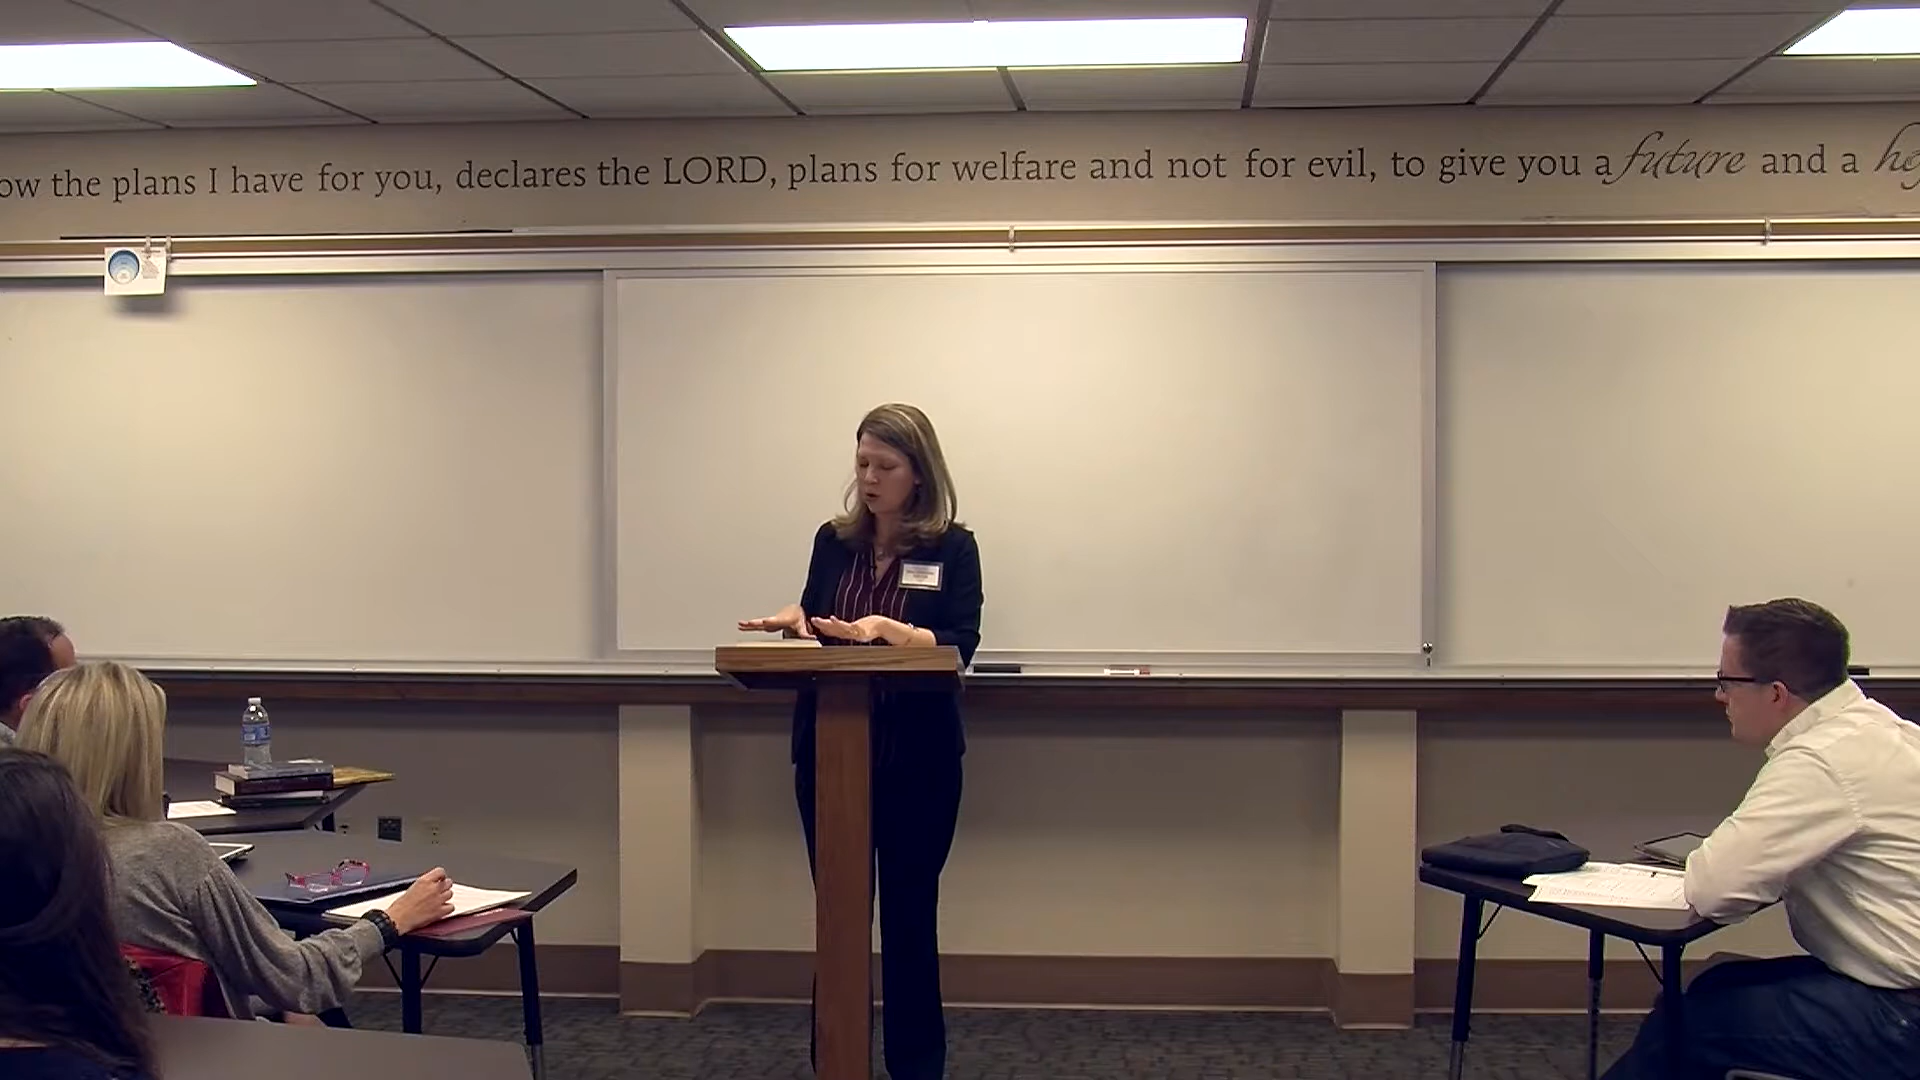 ow the plans I have for you, declares the LORD, plans for welfare and not for evil, to give you a future and a